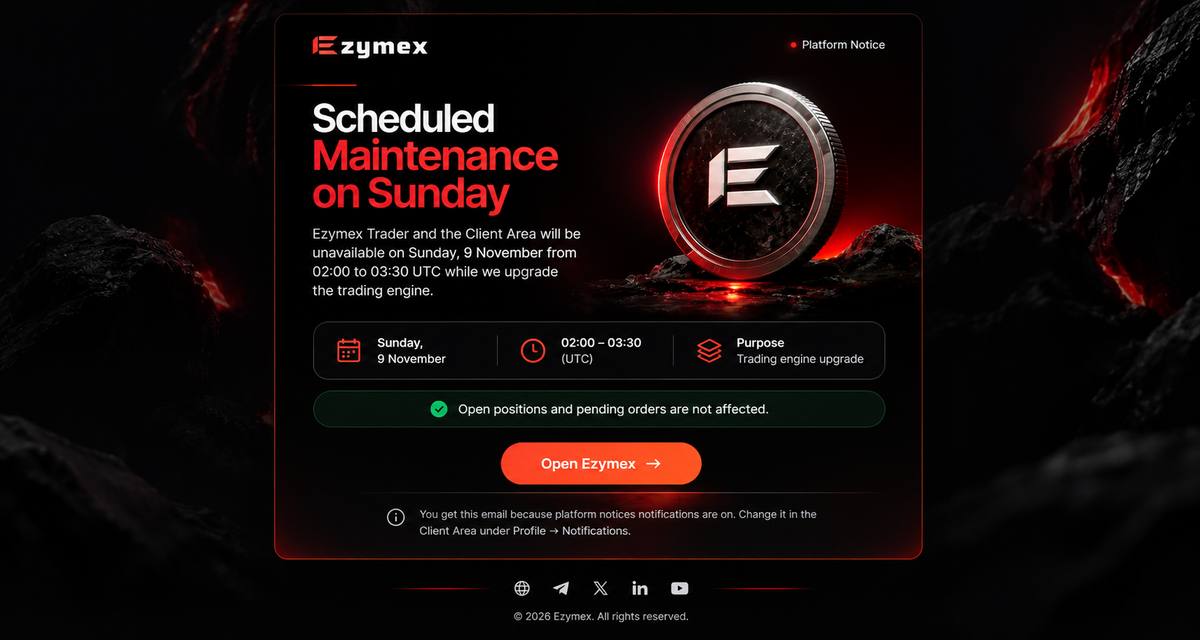 Ezymex
Platform Notice
Scheduled
Maintenance
on Sunday
Ezymex Trader and the Client Area will be
unavailable on Sunday, 9 November from
02:00 to 03:30 UTC while we upgrade
the trading engine.
Sunday,
9 November
02:00 – 03:30
(UTC)
Purpose
Trading engine upgrade
Open positions and pending orders are not affected.
Open Ezymex →
You get this email because platform notices notifications are on. Change it in the
Client Area under Profile → Notifications.
© 2026 Ezymex. All rights reserved.